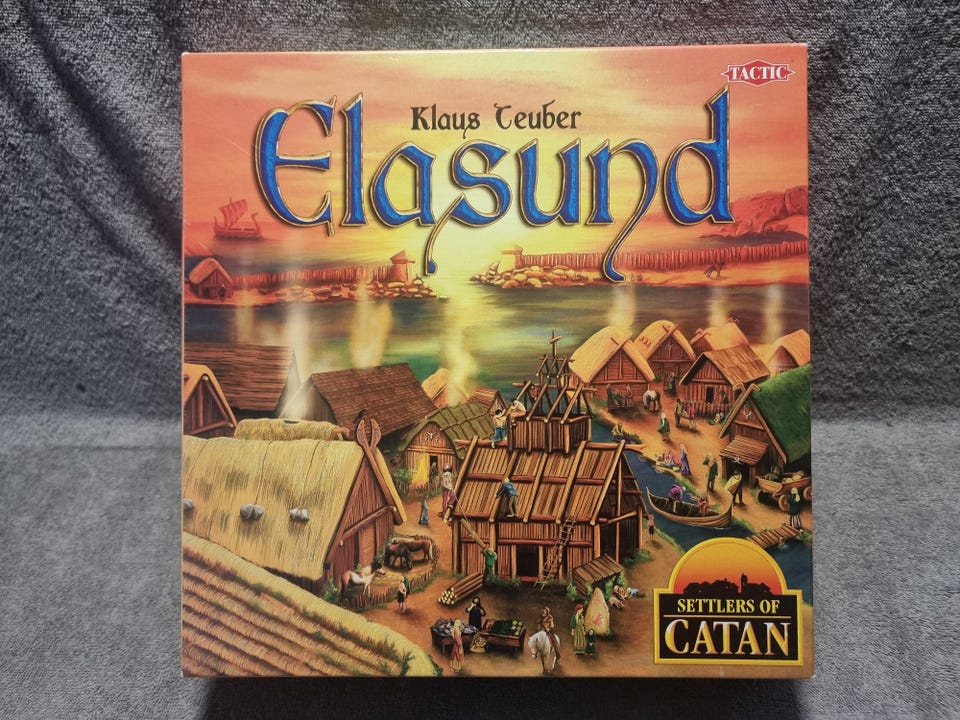 TACTIC
Klaus Teuber
Elasund
SETTLERS OF
CATAN